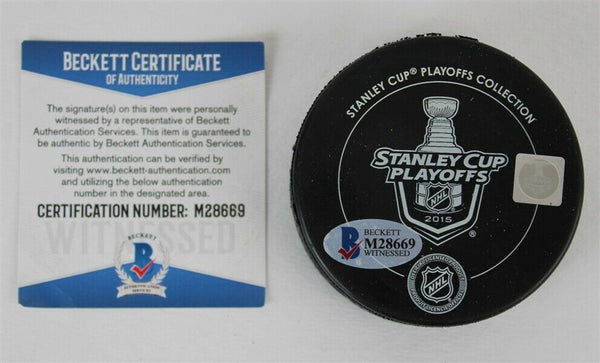 BECKETT CERTIFICATE
OF AUTHENTICITY
The signature(s) on this item were personally
witnessed by a representative of Beckett
Authentication Services. This item is guaranteed to
be authentic by Beckett Authentication Services.
This authentication can be verified by
visiting www.beckett-authentication.com
and utilizing the below authentication
number in the designated area.
CERTIFICATION NUMBER: M28669
WITNESSED
BECKETT
B
STANLEY CUP® PLAYOFFS COLLECTION
STANLEY CUP
PLAYOFFS
NHL
2015
®
B
BECKETT
M28669
WITNESSED
NHL